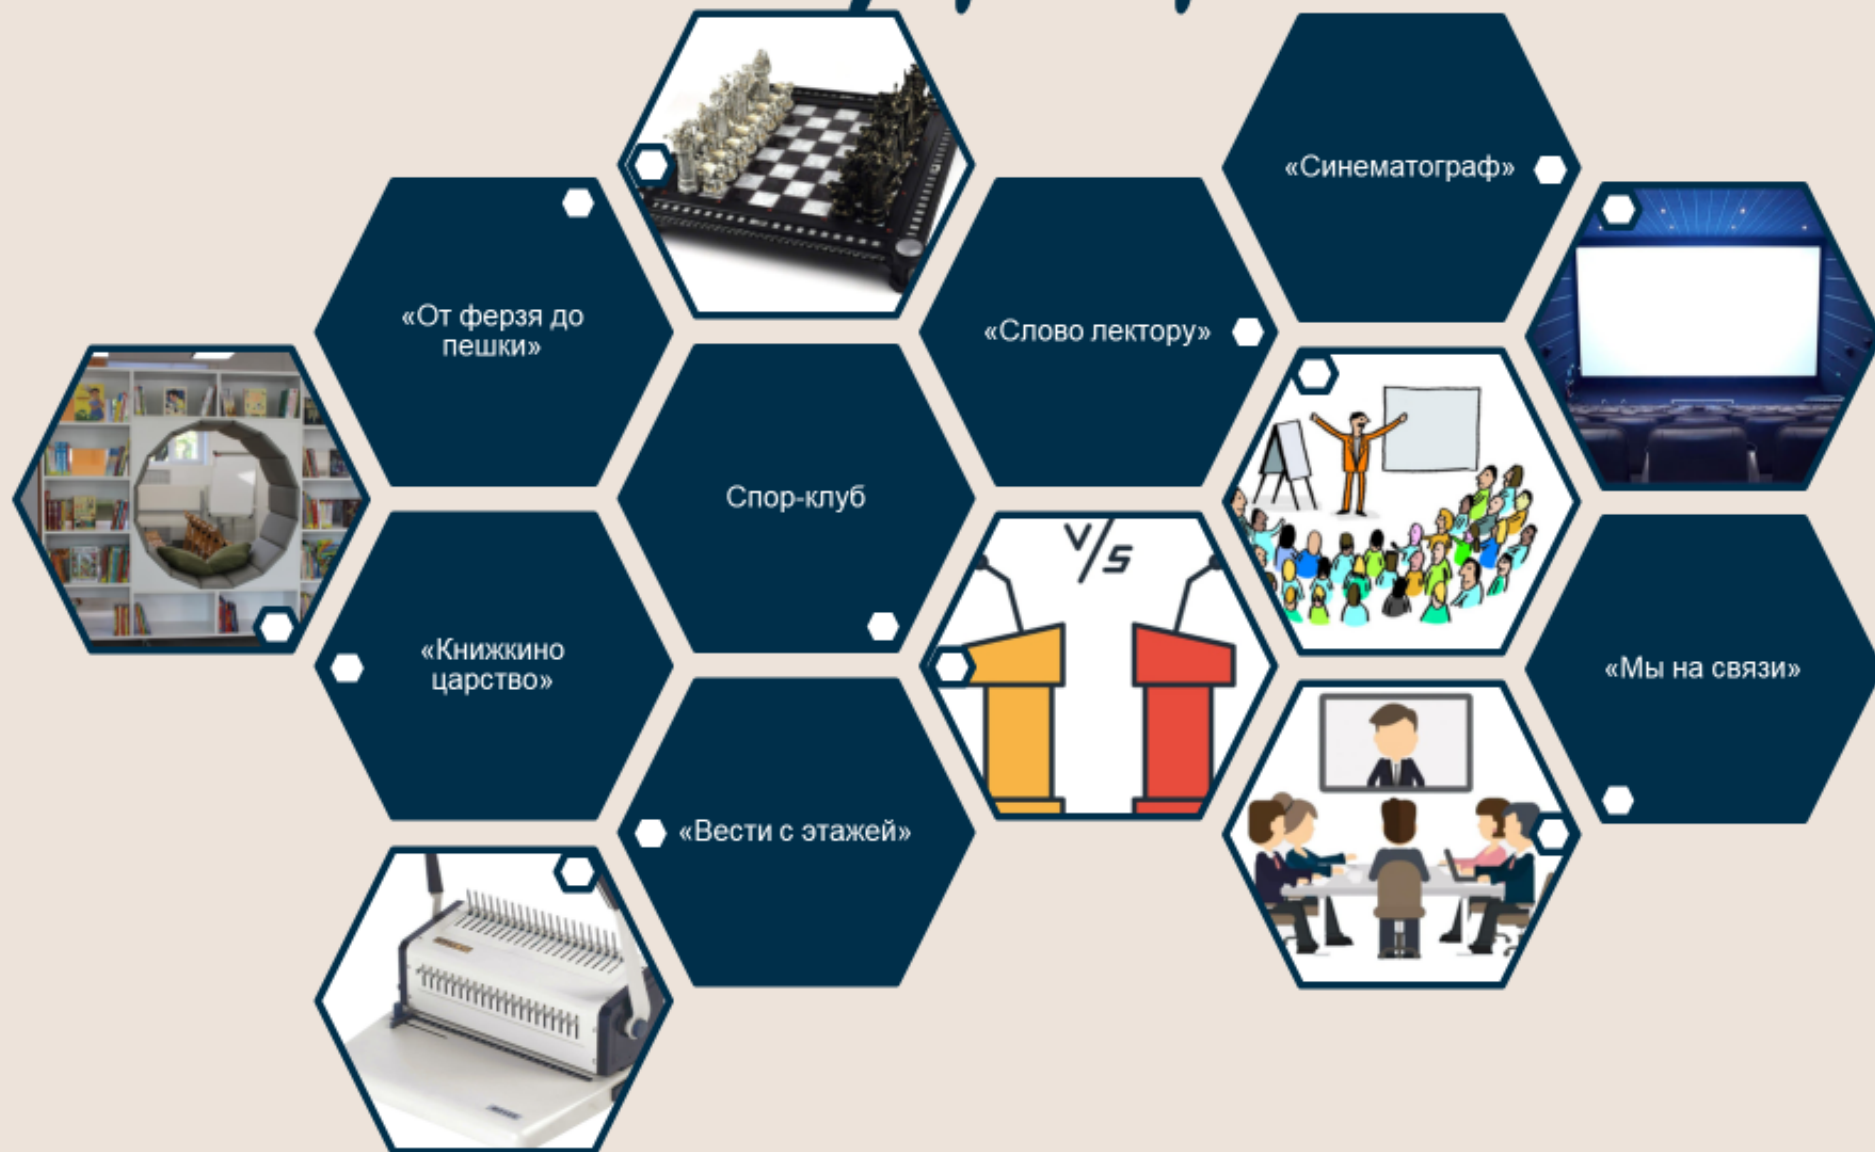 «Синематограф»
«От ферзя до
пешки»
«Слово лектору»
Спор-клуб
V/S
«Книжкино
царство»
«Мы на связи»
«Вести с этажей»